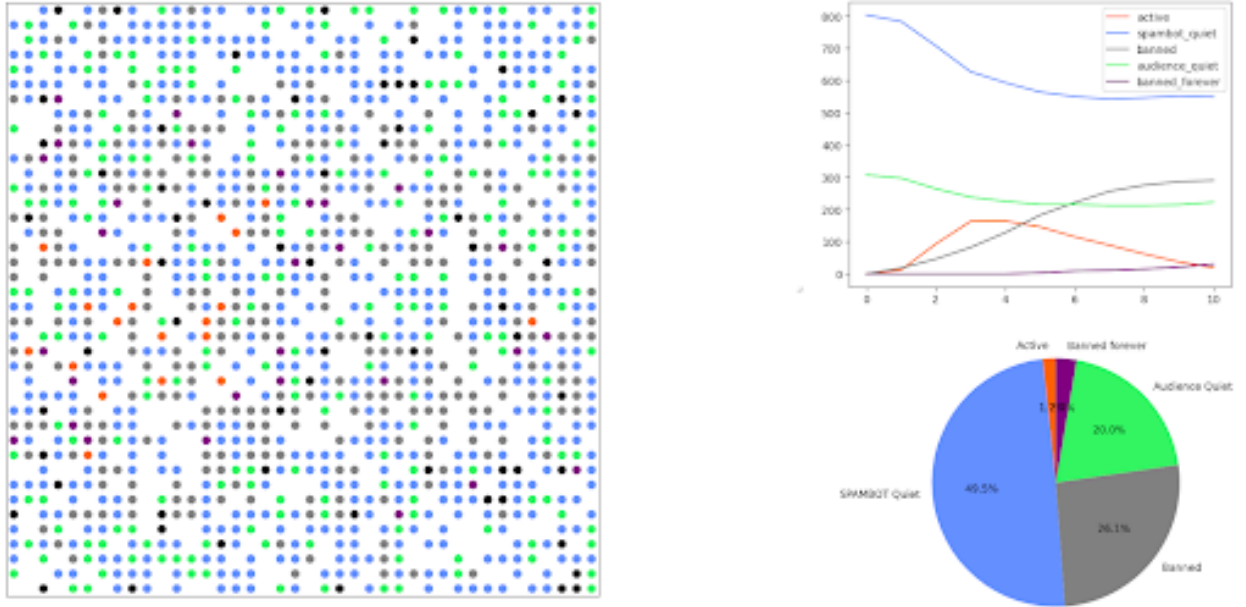 800
700
600
500
400
300
200
100
0
0 2 4 6 8 10
active
spambot_quiet
banned
audience_quiet
banned_forever
Active
Banned forever
Audience Quiet
20.0%
SPAMBOT Quiet
49.5%
26.1%
Banned